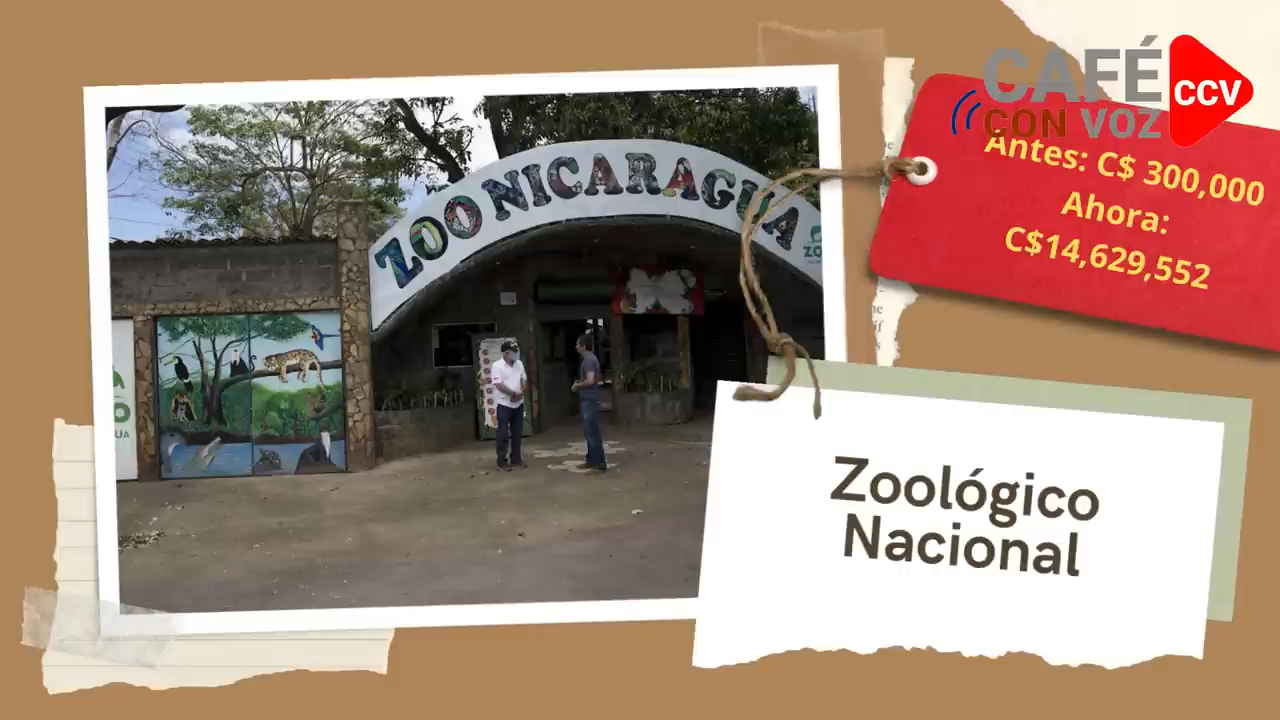 CAFÉ
CON VOZ
CCV
Antes: C$ 300,000
Ahora:
C$14,629,552
ZOO NICARAGUA
Zoológico
Nacional